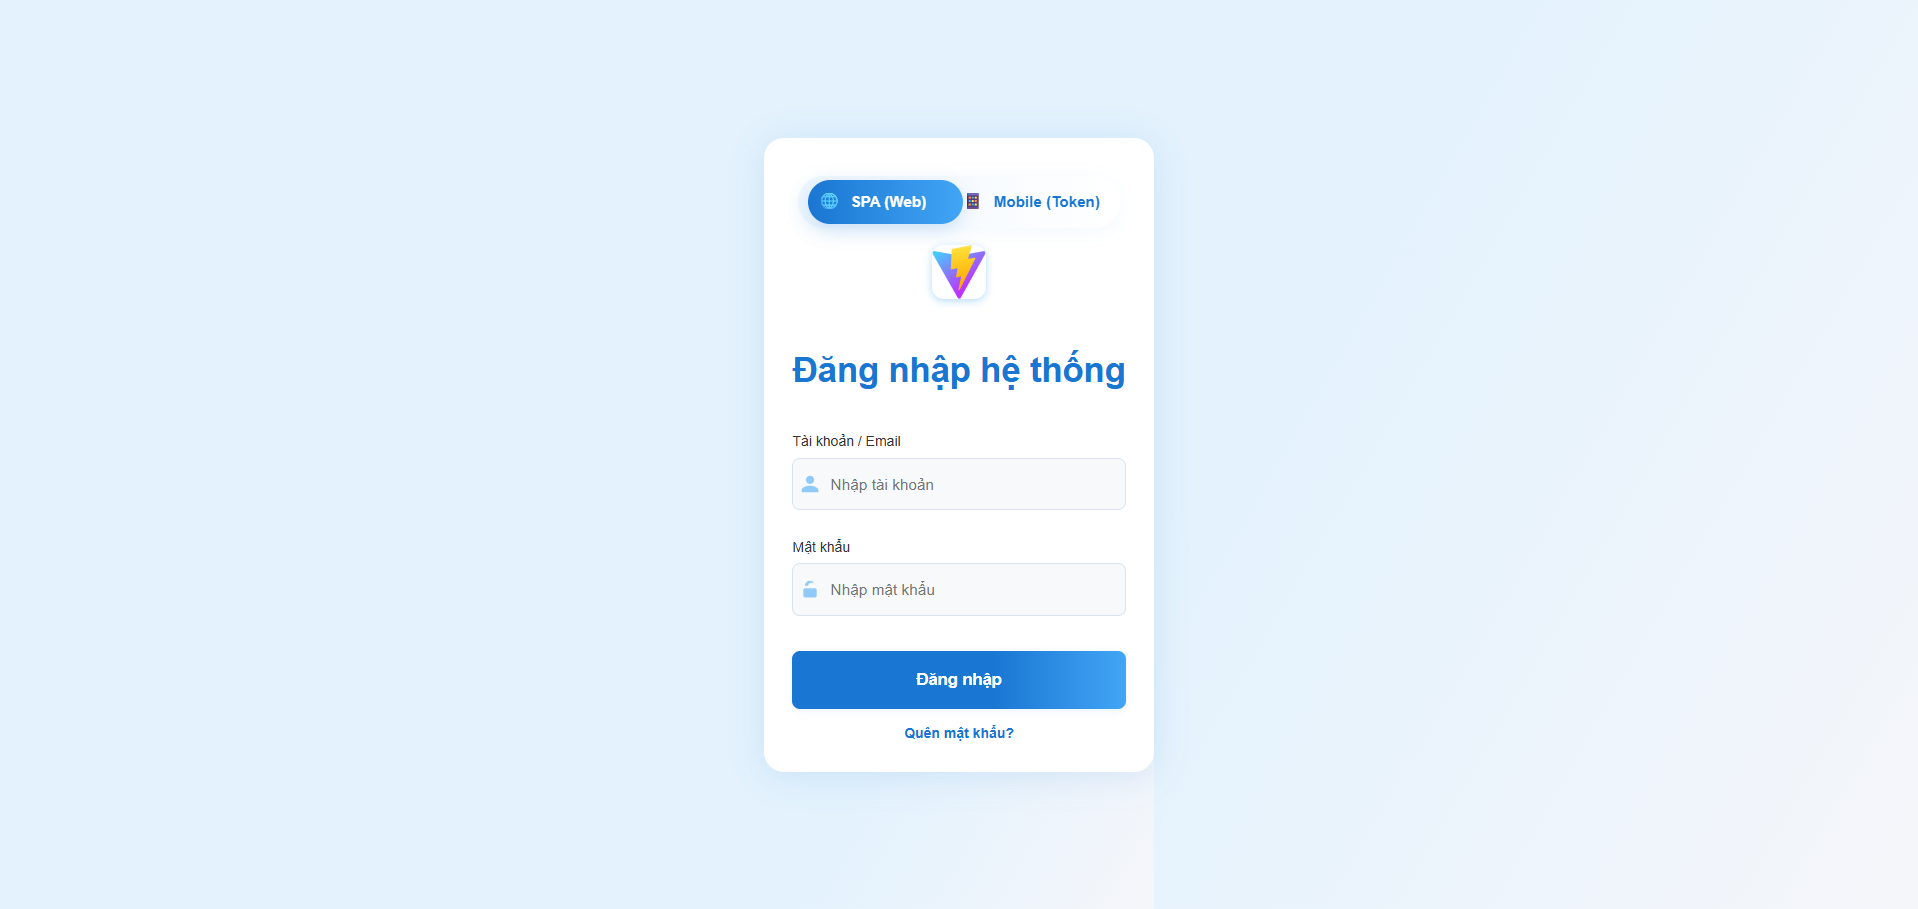 SPA (Web)
Mobile (Token)
Đăng nhập hệ thống
Tài khoản / Email
Nhập tài khoản
Mật khẩu
Nhập mật khẩu
Đăng nhập
Quên mật khẩu?